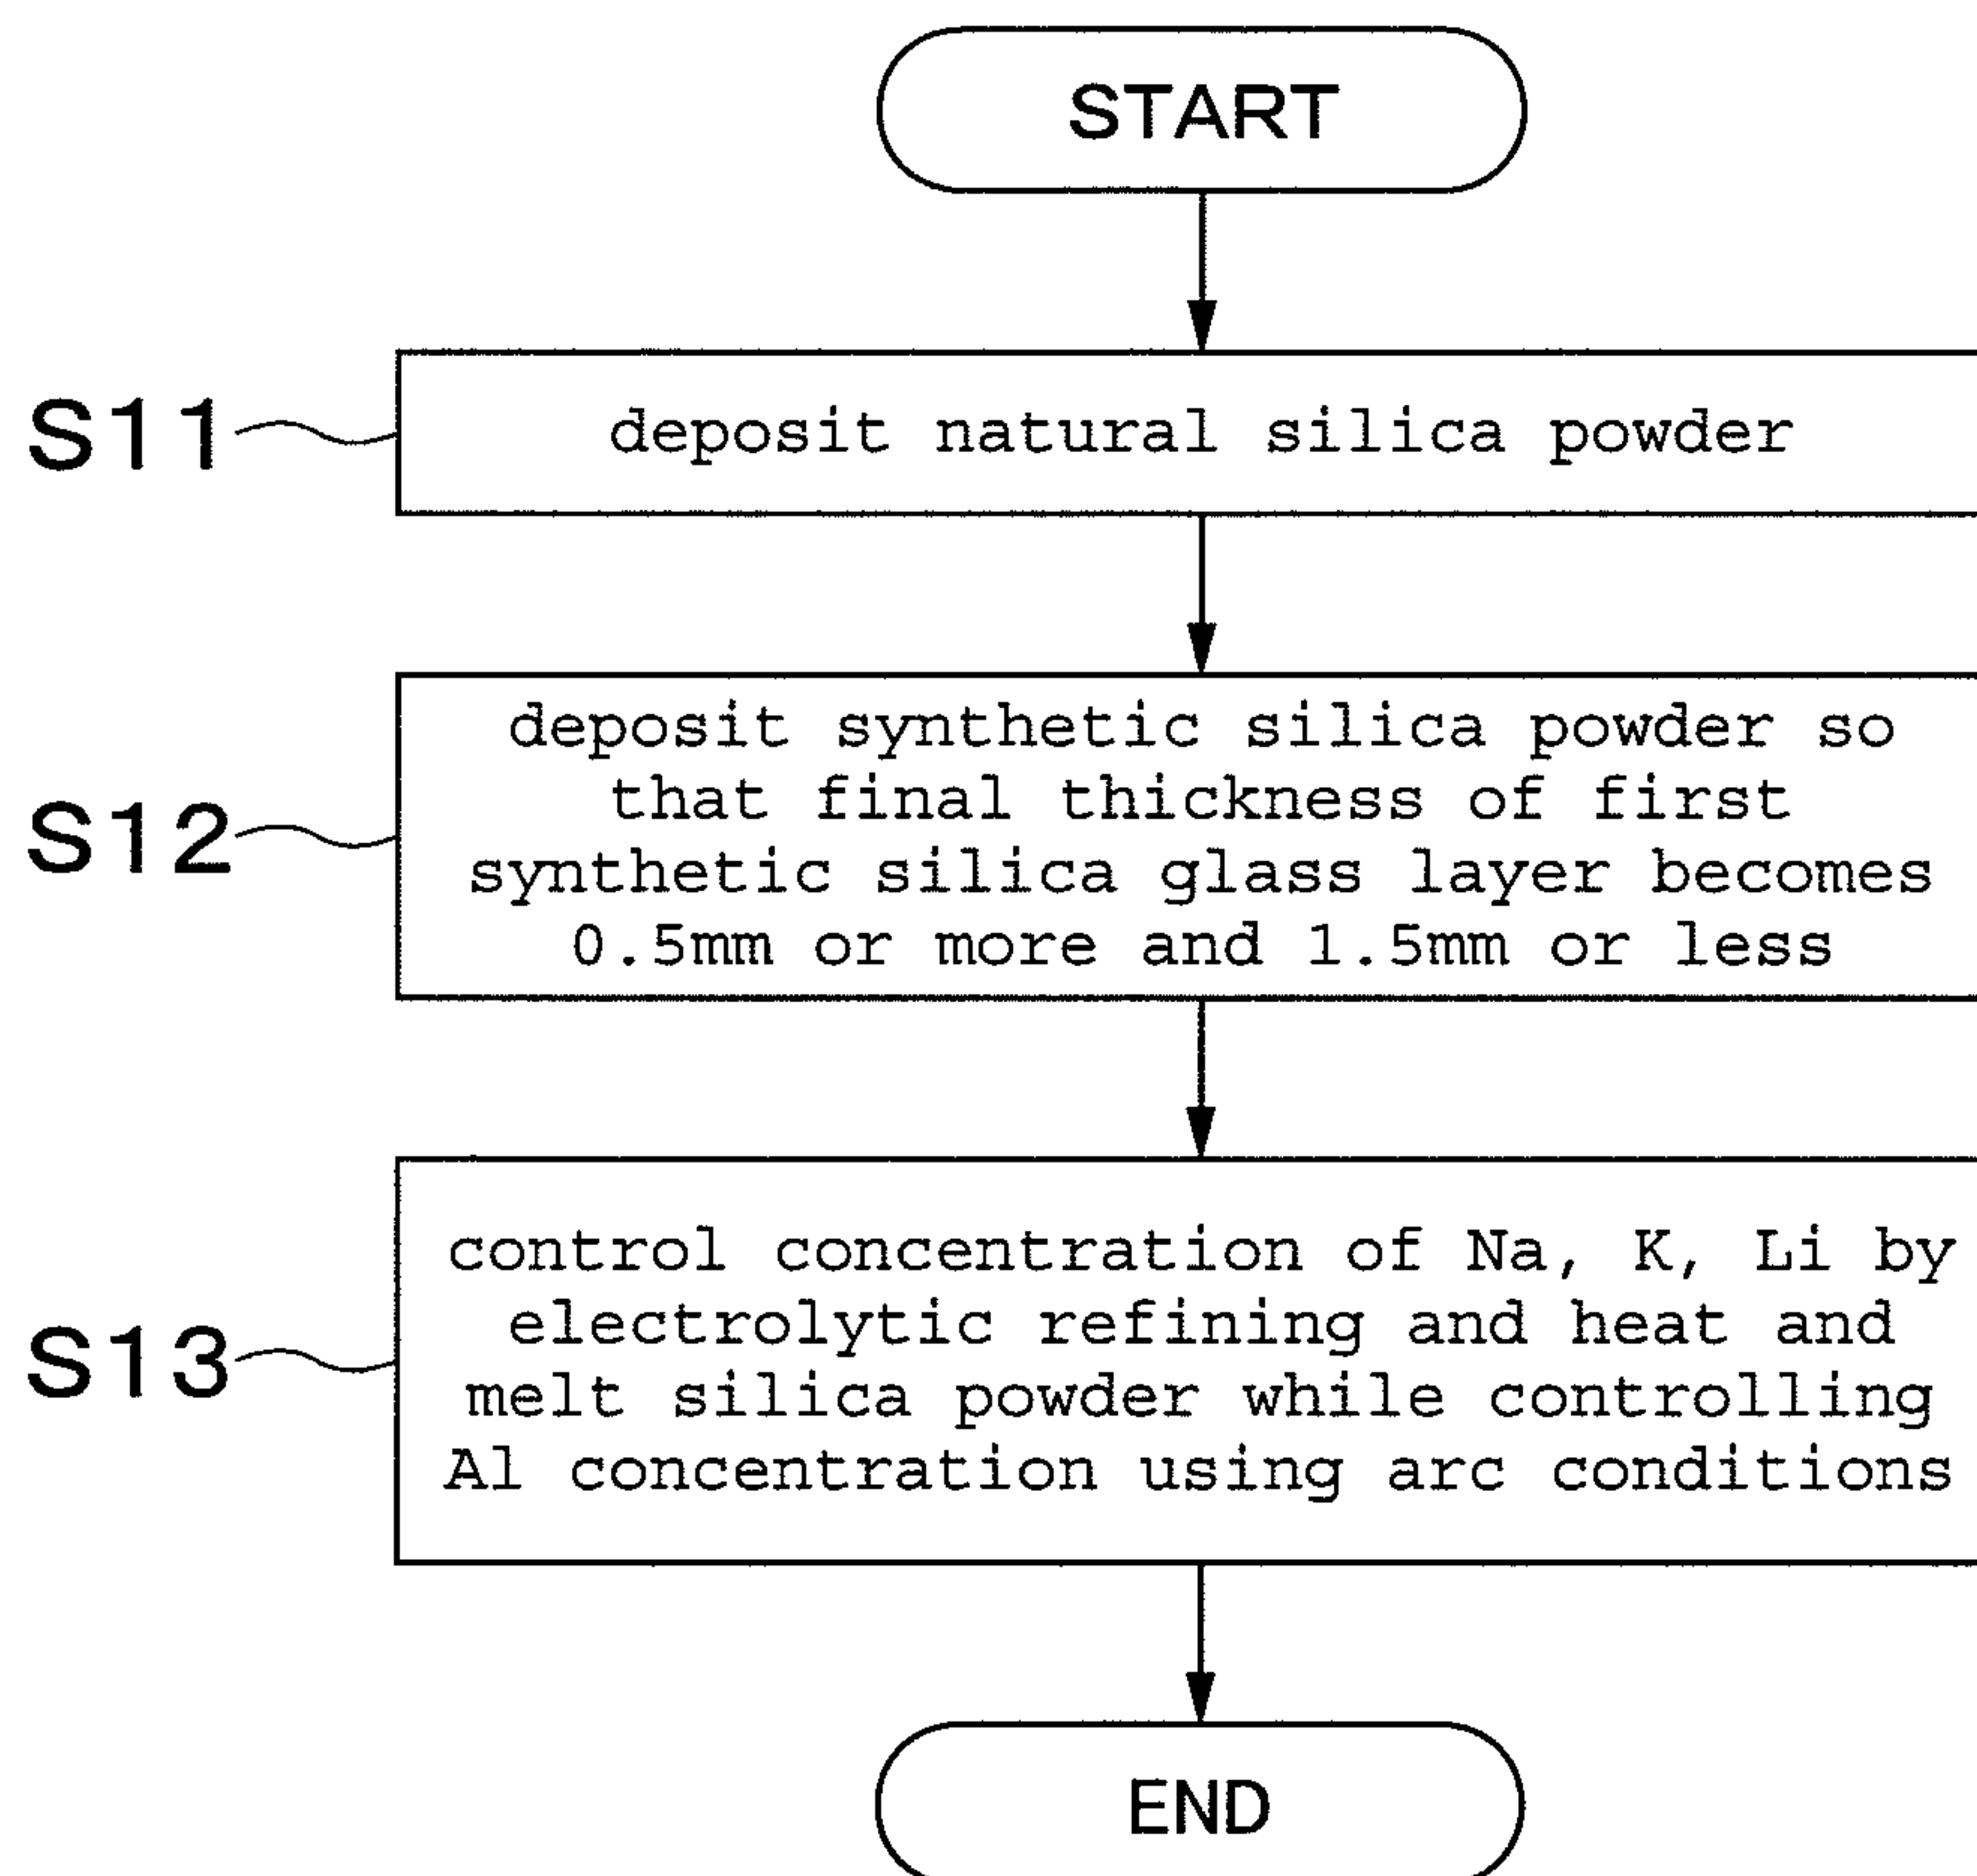 START
S11
deposit natural silica powder
S12
deposit synthetic silica powder so
that final thickness of first
synthetic silica glass layer becomes
0.5mm or more and 1.5mm or less
S13
control concentration of Na, K, Li by
electrolytic refining and heat and
melt silica powder while controlling
Al concentration using arc conditions
END